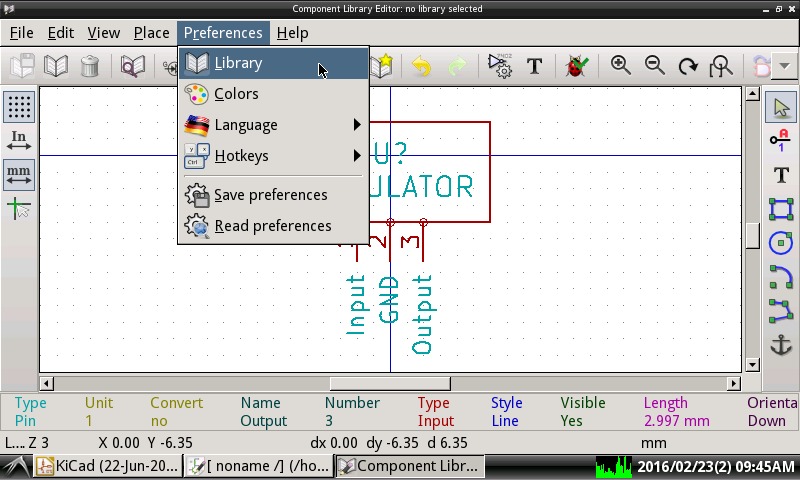 Component Library Editor: no library selected
File Edit View Place Preferences Help
Library
Colors
Language
Hotkeys
Save preferences
Read preferences
In
mm
T
T
A
1
U?
ULATOR
2
3
Input
GND
Output
Type Unit Convert Name Number Type Style Visible Length Orienta
Pin 1 no Output 3 Input Line Yes 2.997 mm Down
L... Z 3 X 0.00 Y -6.35 dx 0.00 dy -6.35 d 6.35 mm
KiCad (22-Jun-20... [ noname /] (/ho... Component Libr... 2016/02/23(2) 09:45AM